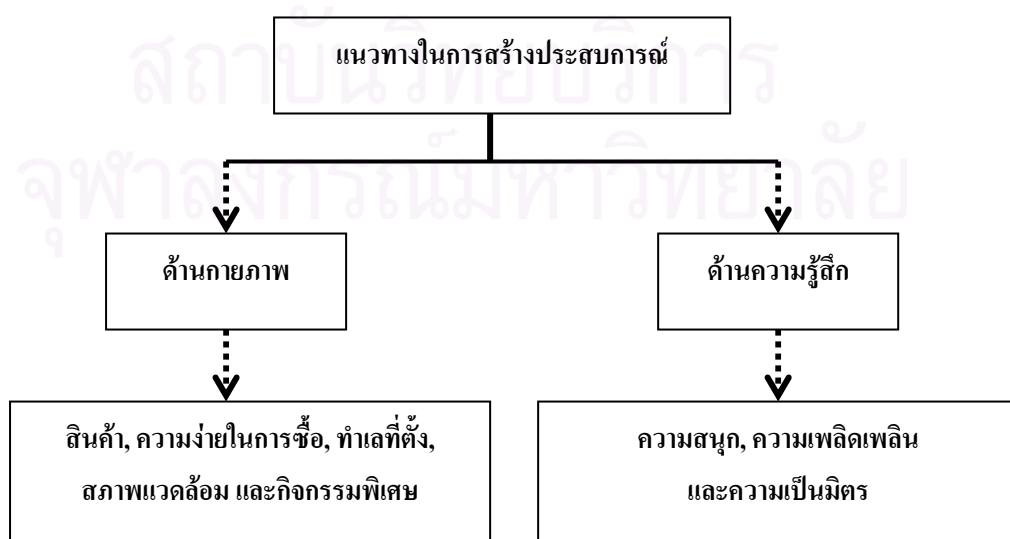 แนวทางในการสร้างประสบการณ์
สถาบันวิทยบริการ
จุฬาลงกรณ์มหาวิทยาลัย
ด้านกายภาพ
ด้านความรู้สึก
สินค้า, ความง่ายในการซื้อ, ทำเลที่ตั้ง,
สภาพแวดล้อม และกิจกรรมพิเศษ
ความสนุก, ความเพลิดเพลิน
และความเป็นมิตร